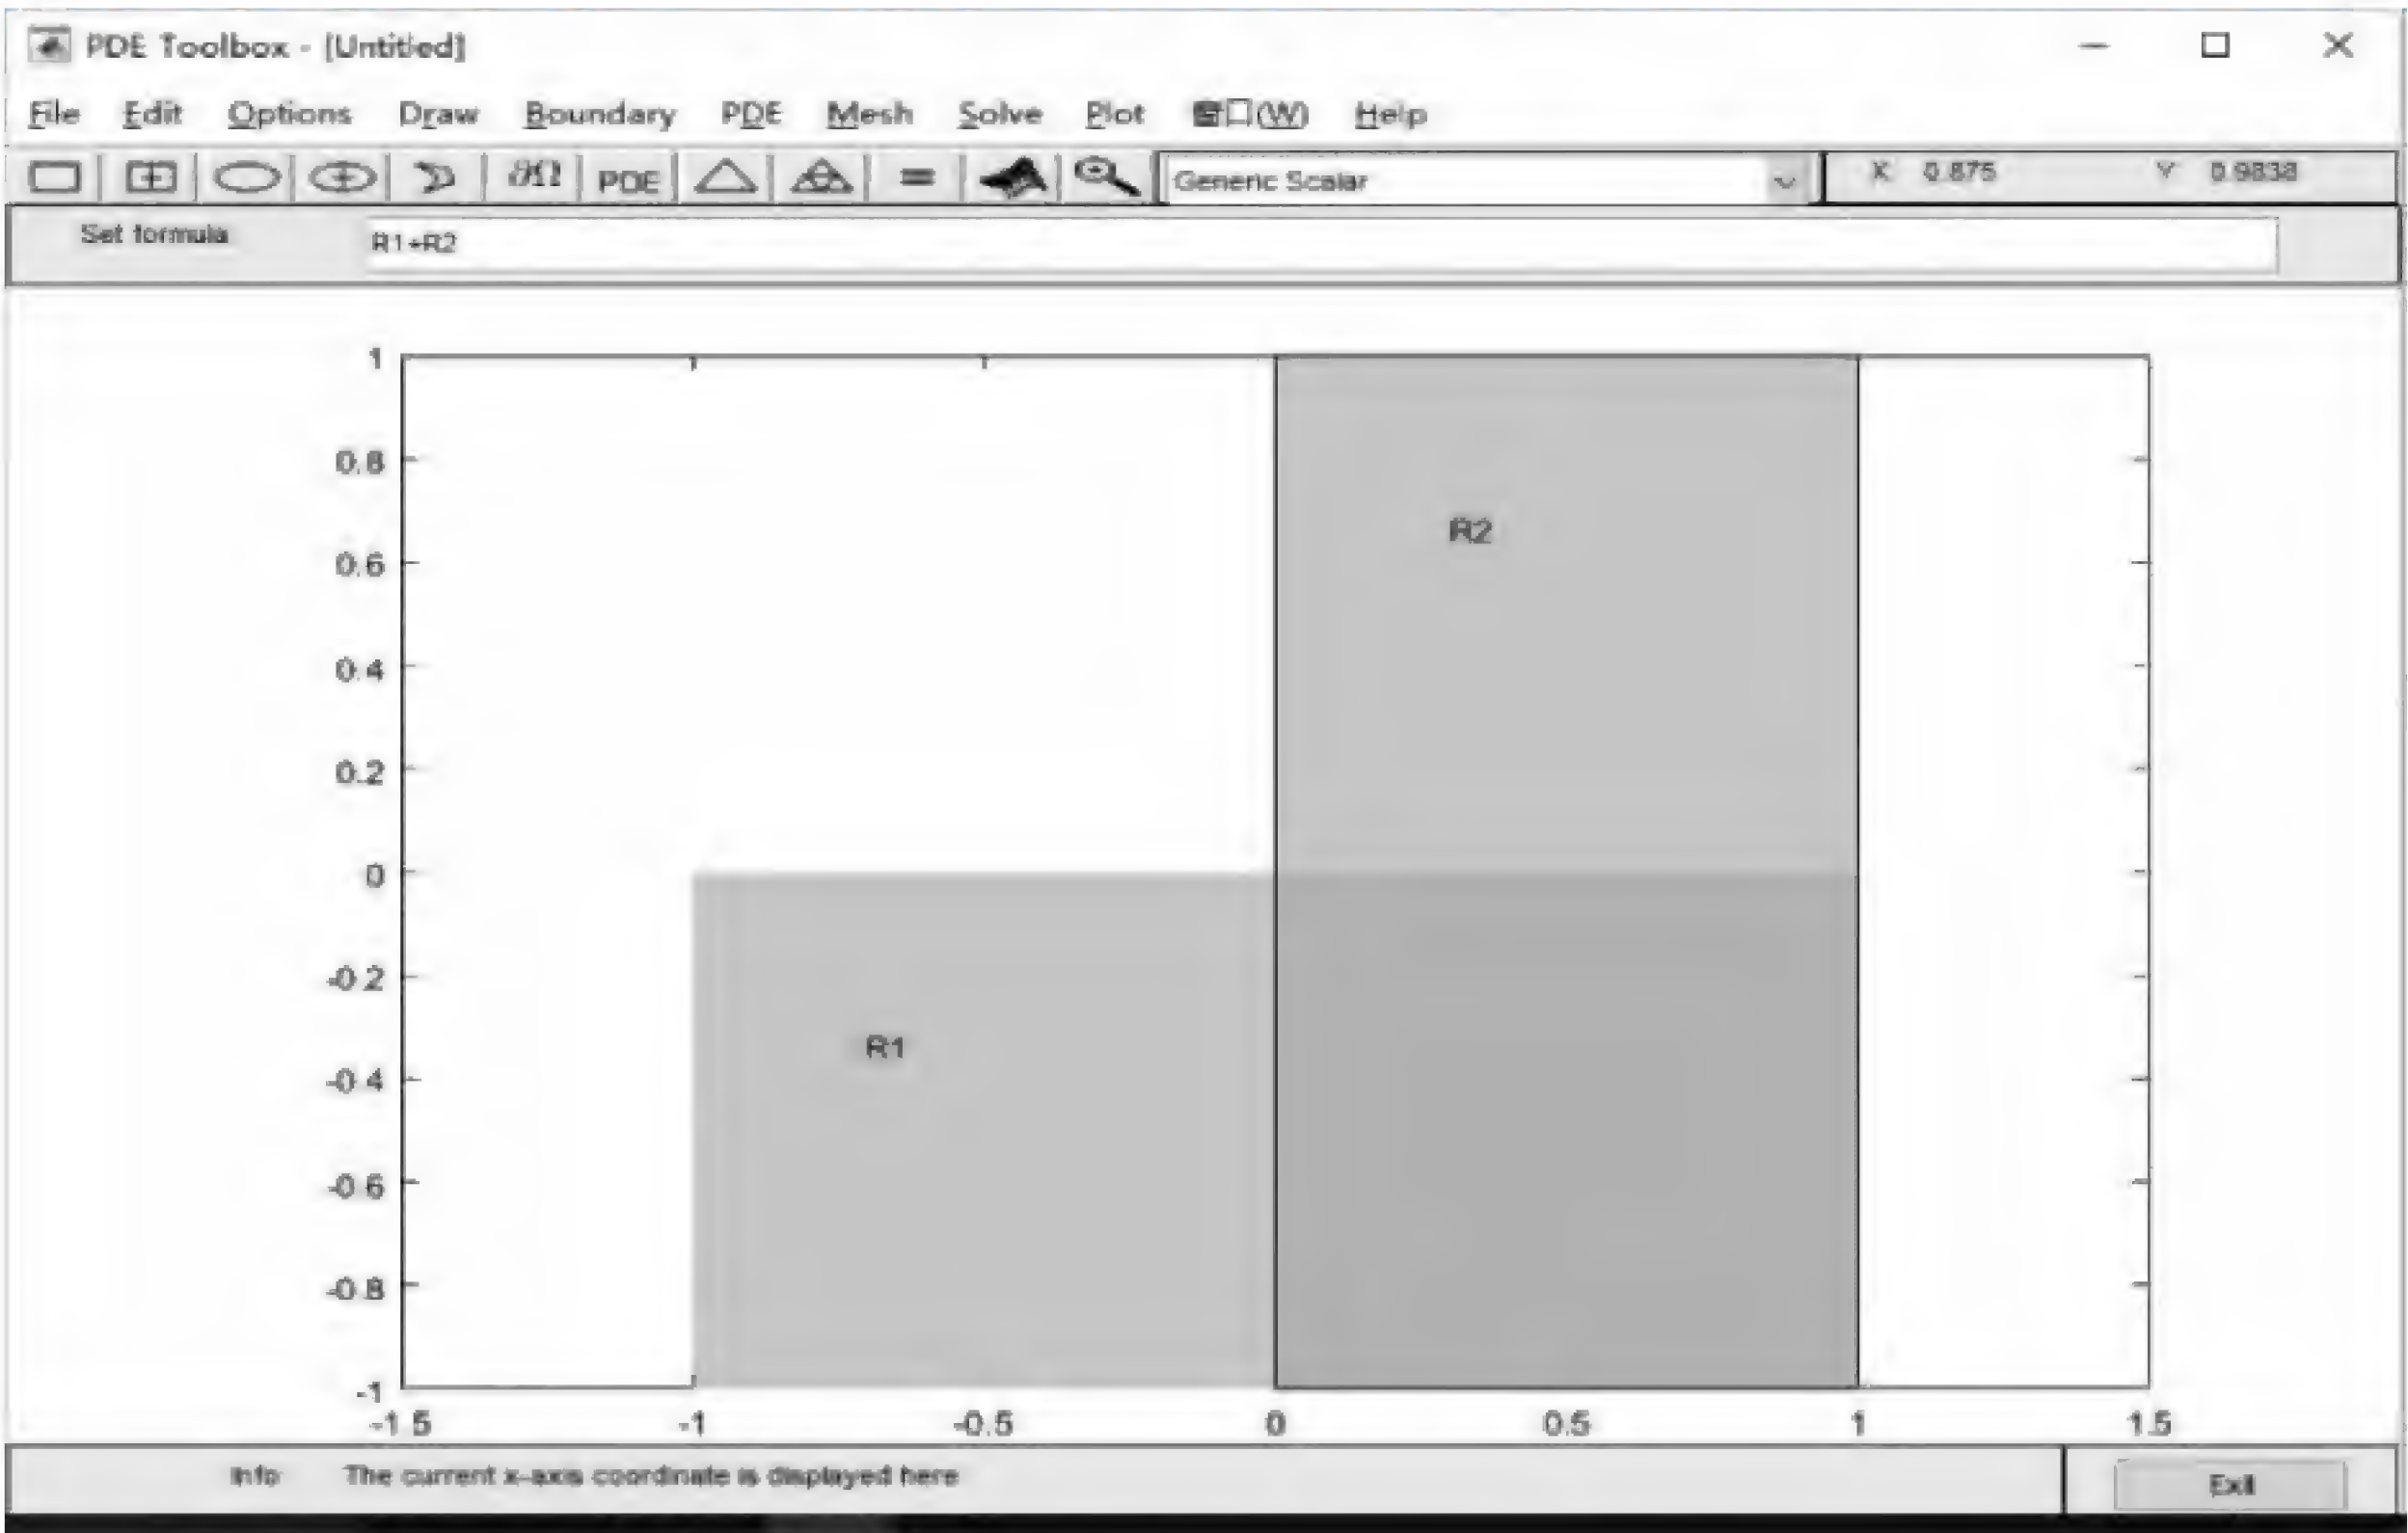 PDE Toolbox - [Untitled]
File Edit Options Draw Boundary PDE Mesh Solve Plot 窗口(W) Help
∂Ω PDE Generic Scalar X 0.875 Y 0.9838
Set formula R1+R2
1
0.8
0.6
0.4
0.2
0
-0.2
-0.4
-0.6
-0.8
-1
R2
R1
-1.5 -1 -0.5 0 0.5 1 1.5
Info The current x-axis coordinate is displayed here Exit